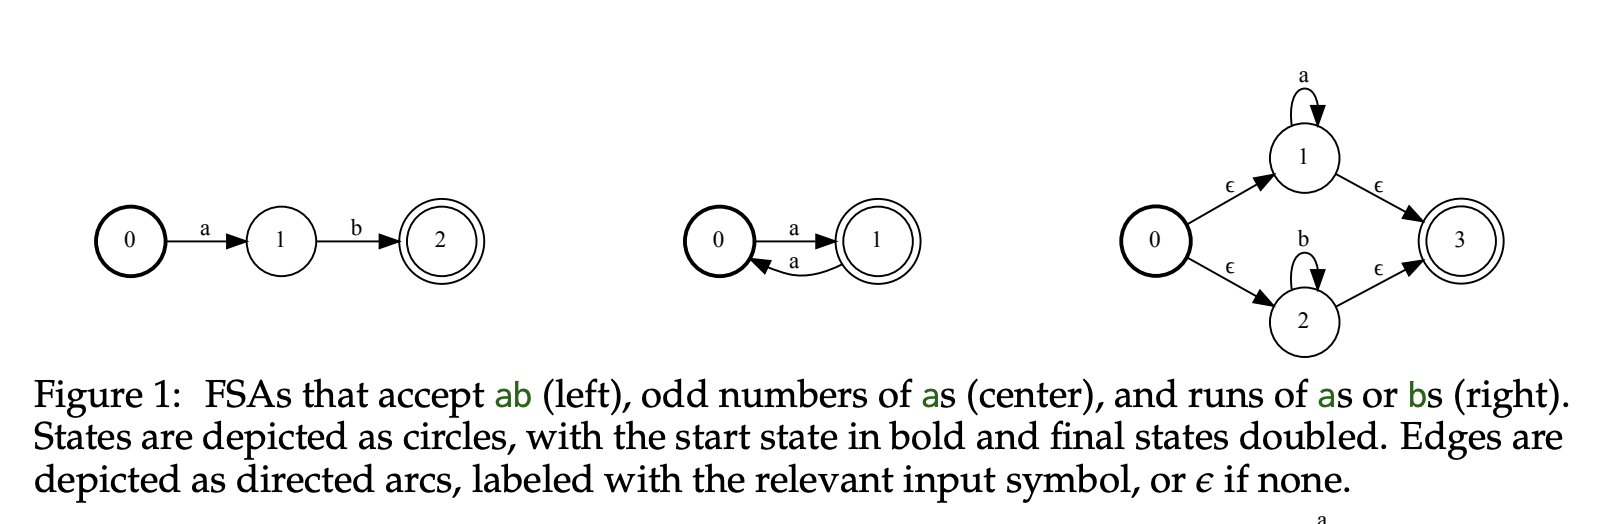 a
0 a 1 b 2
0 a 1
a
0
ϵ 1 ϵ
b
ϵ 2 ϵ
3
Figure 1: FSAs that accept ab (left), odd numbers of as (center), and runs of as or bs (right).
States are depicted as circles, with the start state in bold and final states doubled. Edges are
depicted as directed arcs, labeled with the relevant input symbol, or ϵ if none.
a